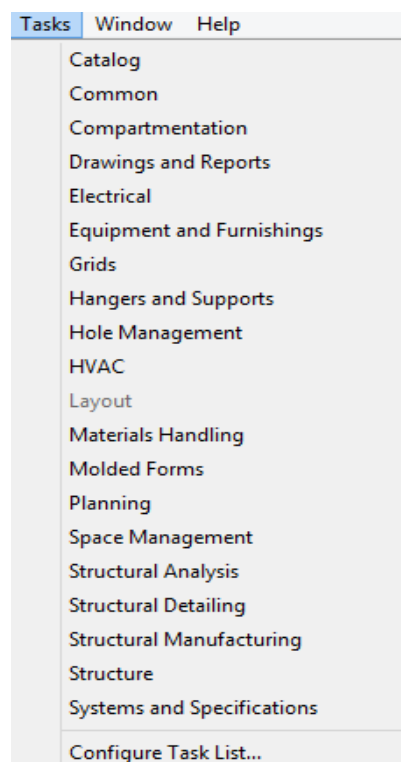 Tasks Window Help
Catalog
Common
Compartmentation
Drawings and Reports
Electrical
Equipment and Furnishings
Grids
Hangers and Supports
Hole Management
HVAC
Layout
Materials Handling
Molded Forms
Planning
Space Management
Structural Analysis
Structural Detailing
Structural Manufacturing
Structure
Systems and Specifications
Configure Task List...